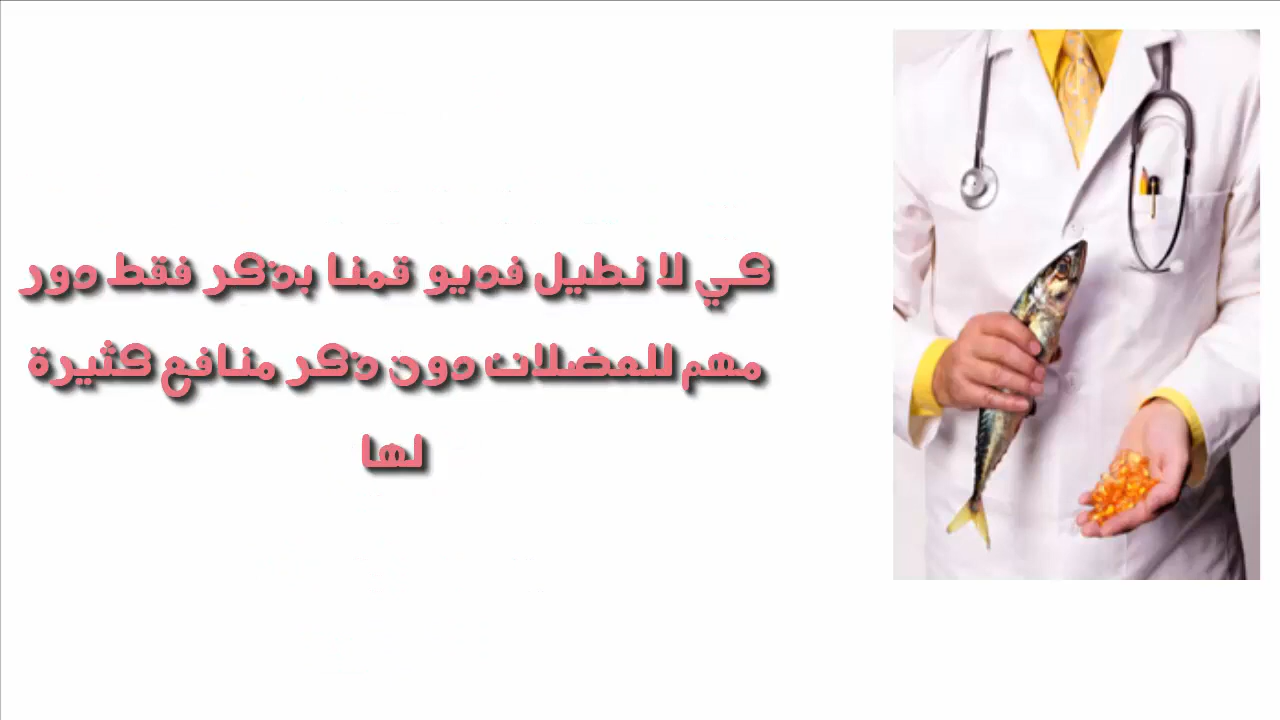 كي لا نطيل فديو قمنا بذكر فقط دور
مهم للعضلات دون ذكر منافع كثيرة
لها